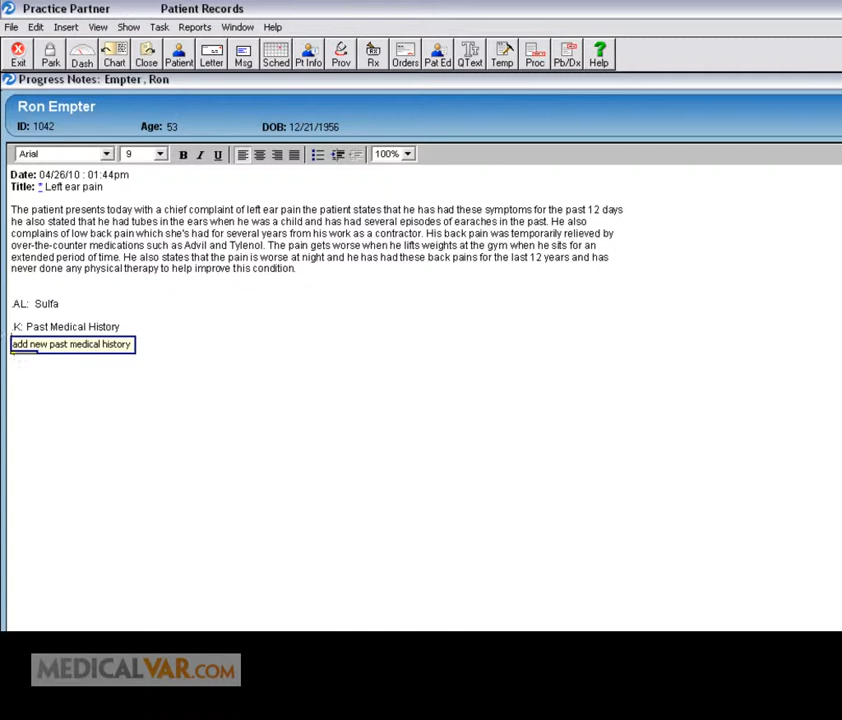 Practice Partner Patient Records
File Edit Insert View Show Task Reports Window Help
Exit Park Dash Chart Close Patient Letter Msg Sched Pt Info Prov Rx Orders Pat Ed QText Temp Proc Pb/Dx Help
Progress Notes: Empter , Ron
Ron Empter
ID: 1042 Age: 53 DOB: 12/21/1956
Arial 9 B I U 100%
Date: 04/26/10 : 01:44pm
Title: * Left ear pain
The patient presents today with a chief complaint of left ear pain the patient states that he has had these symptoms for the past 12 days
he also stated that he had tubes in the ears when he was a child and has had several episodes of earaches in the past. He also
complains of low back pain which she's had for several years from his work as a contractor. His back pain was temporarily relieved by
over-the-counter medications such as Advil and Tylenol. The pain gets worse when he lifts weights at the gym when he sits for an
extended period of time. He also states that the pain is worse at night and he has had these back pains for the last 12 years and has
never done any physical therapy to help improve this condition.
.AL: Sulfa
.K: Past Medical History
add new past medical history
MEDICALVAR.COM